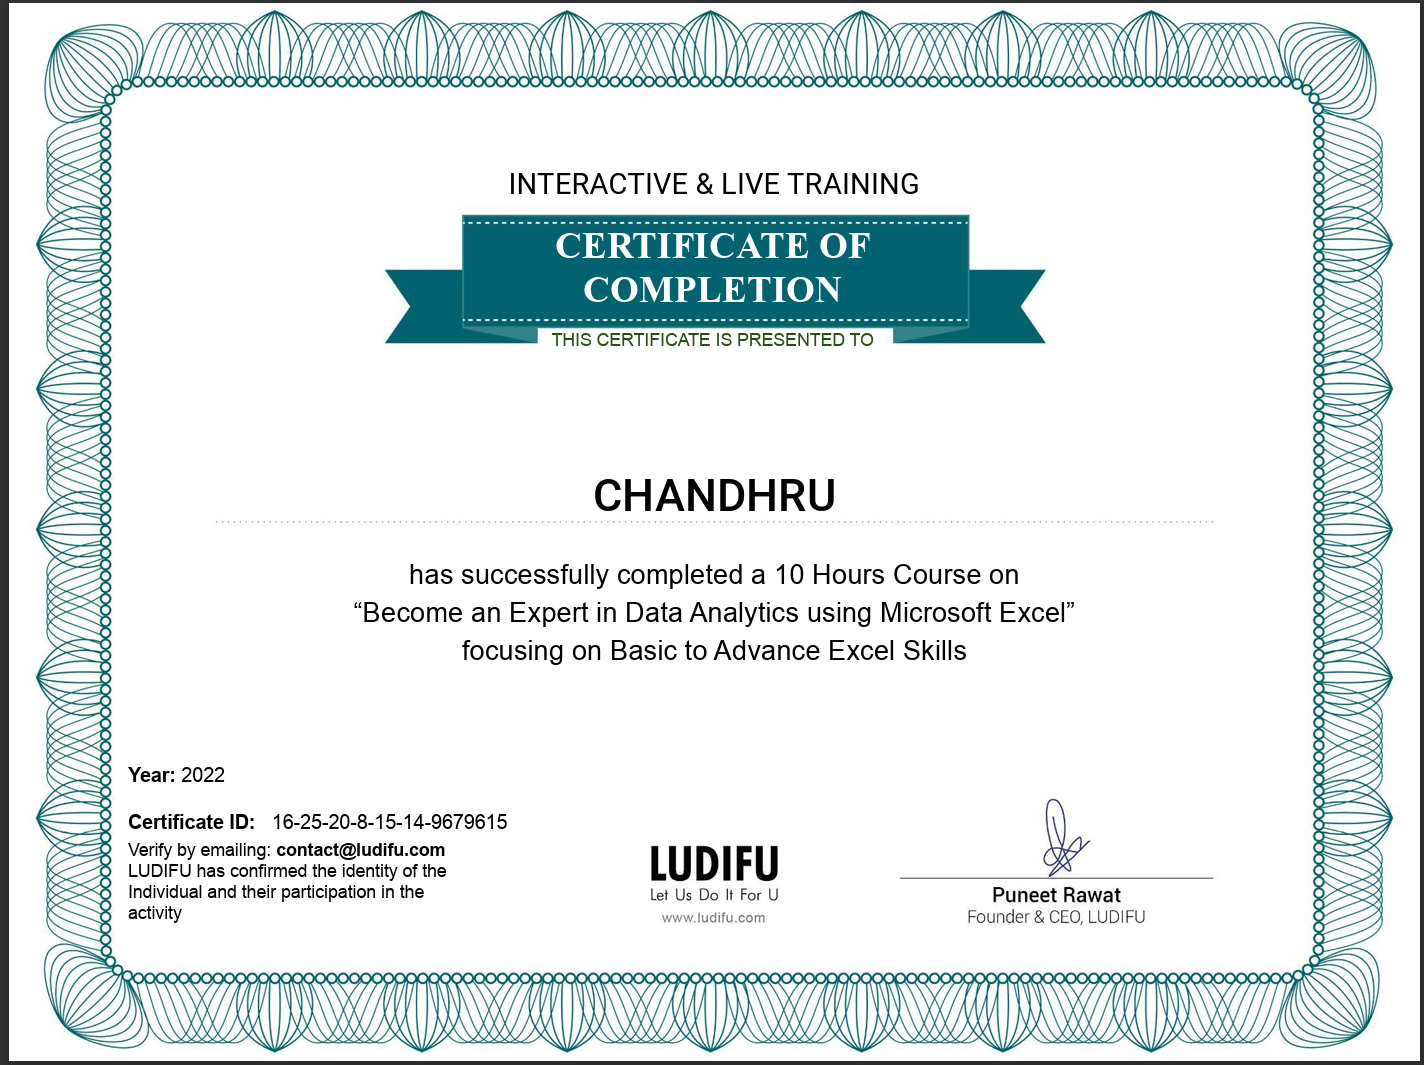 INTERACTIVE & LIVE TRAINING
CERTIFICATE OF
COMPLETION
THIS CERTIFICATE IS PRESENTED TO
CHANDHRU
has successfully completed a 10 Hours Course on
“Become an Expert in Data Analytics using Microsoft Excel”
focusing on Basic to Advance Excel Skills
Year: 2022
Certificate ID: 16-25-20-8-15-14-9679615
Verify by emailing: contact@ludifu.com
LUDIFU has confirmed the identity of the
Individual and their participation in the
activity
LUDIFU
Let Us Do It For U
www.ludifu.com
Puneet Rawat
Founder & CEO, LUDIFU